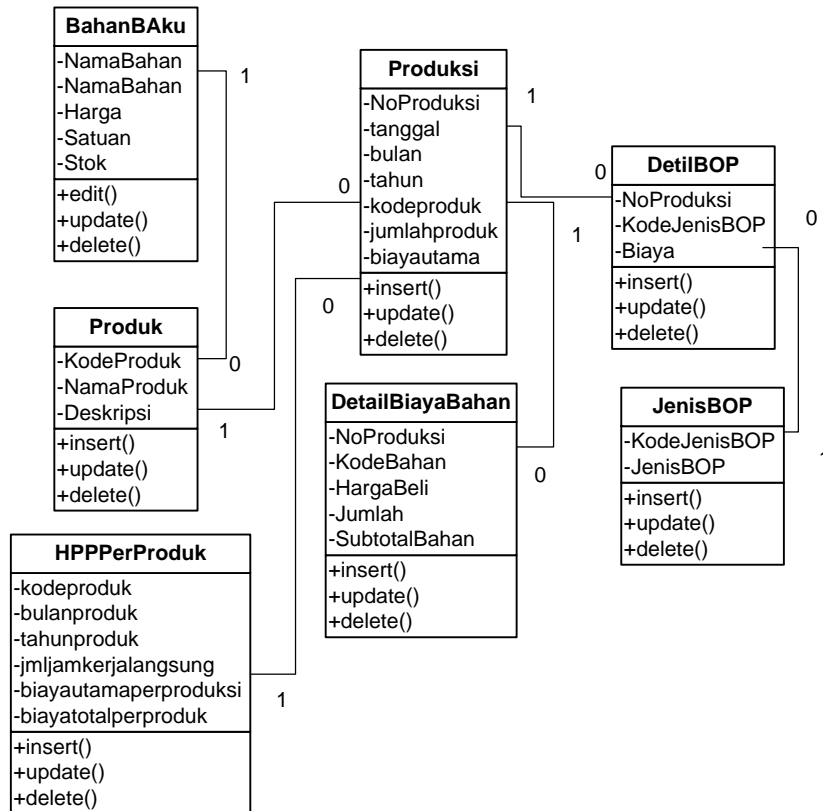 BahanBAku
-NamaBahan
-NamaBahan
-Harga
-Satuan
-Stok
+edit()
+update()
+delete()
1
Produksi
-NoProduksi
-tanggal
-bulan
-tahun
-kodeproduk
-jumlahproduk
-biayautama
+insert()
+update()
+delete()
1
0
1
0
DetilBOP
-NoProduksi
-KodeJenisBOP
-Biaya
+insert()
+update()
+delete()
0
0
Produk
-KodeProduk
-NamaProduk
-Deskripsi
+insert()
+update()
+delete()
0
1
DetailBiayaBahan
-NoProduksi
-KodeBahan
-HargaBeli
-Jumlah
-SubtotalBahan
+insert()
+update()
+delete()
0
JenisBOP
-KodeJenisBOP
-JenisBOP
+insert()
+update()
+delete()
HPPPerProduk
-kodeproduk
-bulanproduk
-tahunproduk
-jmljamkerjalangsung
-biayautamaperproduksi
-biayatotalperproduk
+insert()
+update()
+delete()
1